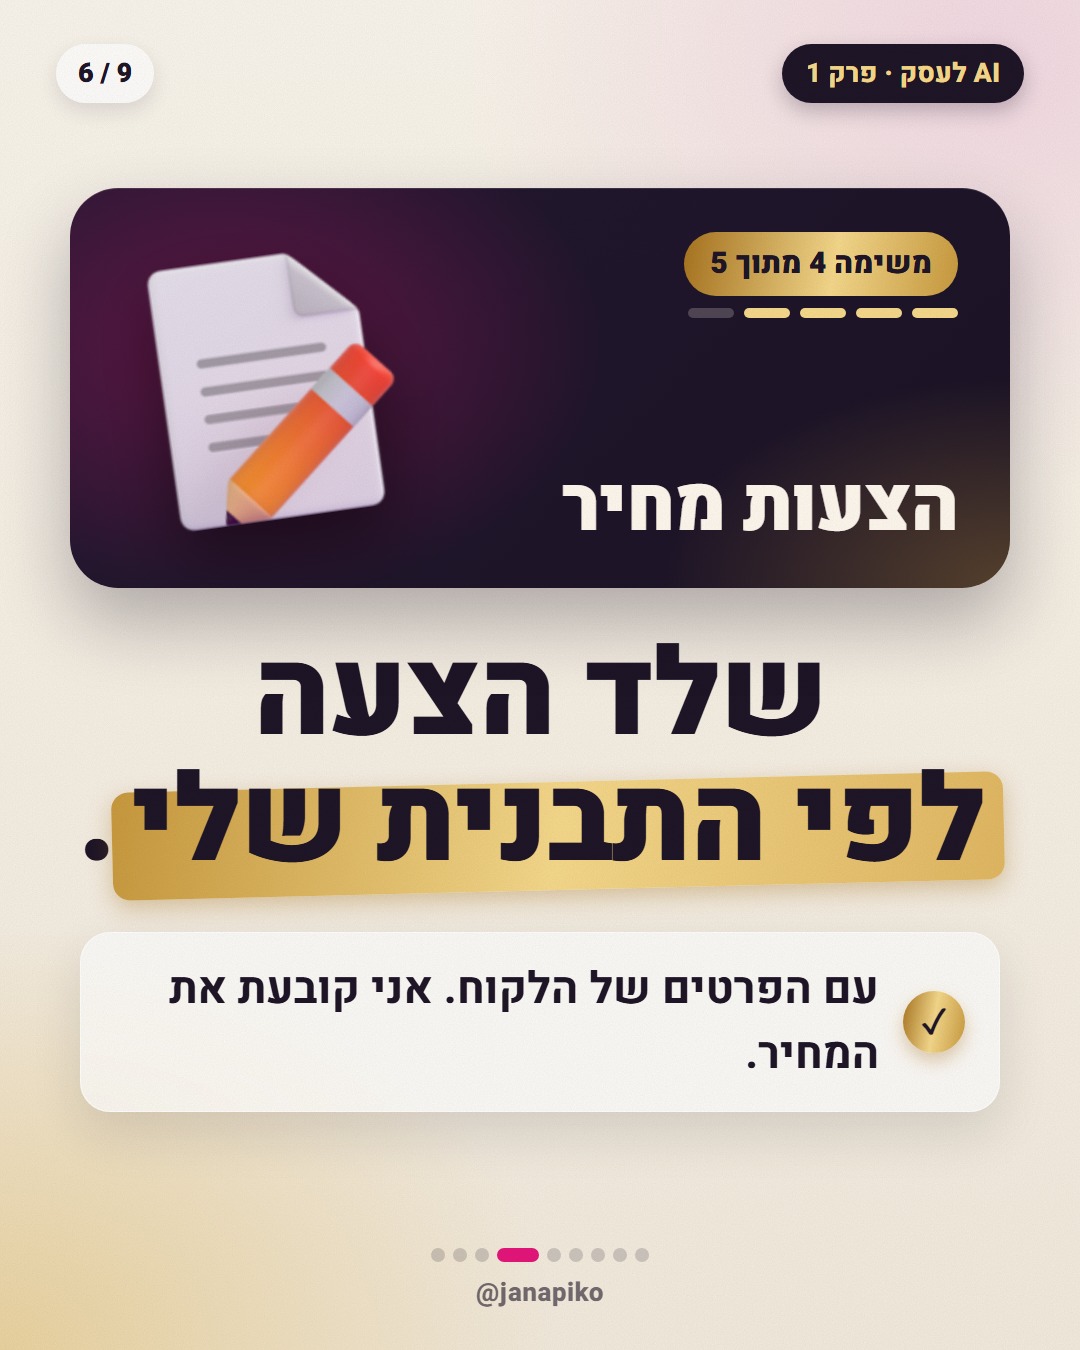 AI לעסק · פרק 1
6 / 9
משימה 4 מתוך 5
הצעות מחיר
שלד הצעה
לפי התבנית שלי.
עם הפרטים של הלקוח. אני קובעת את
המחיר.
@janapiko